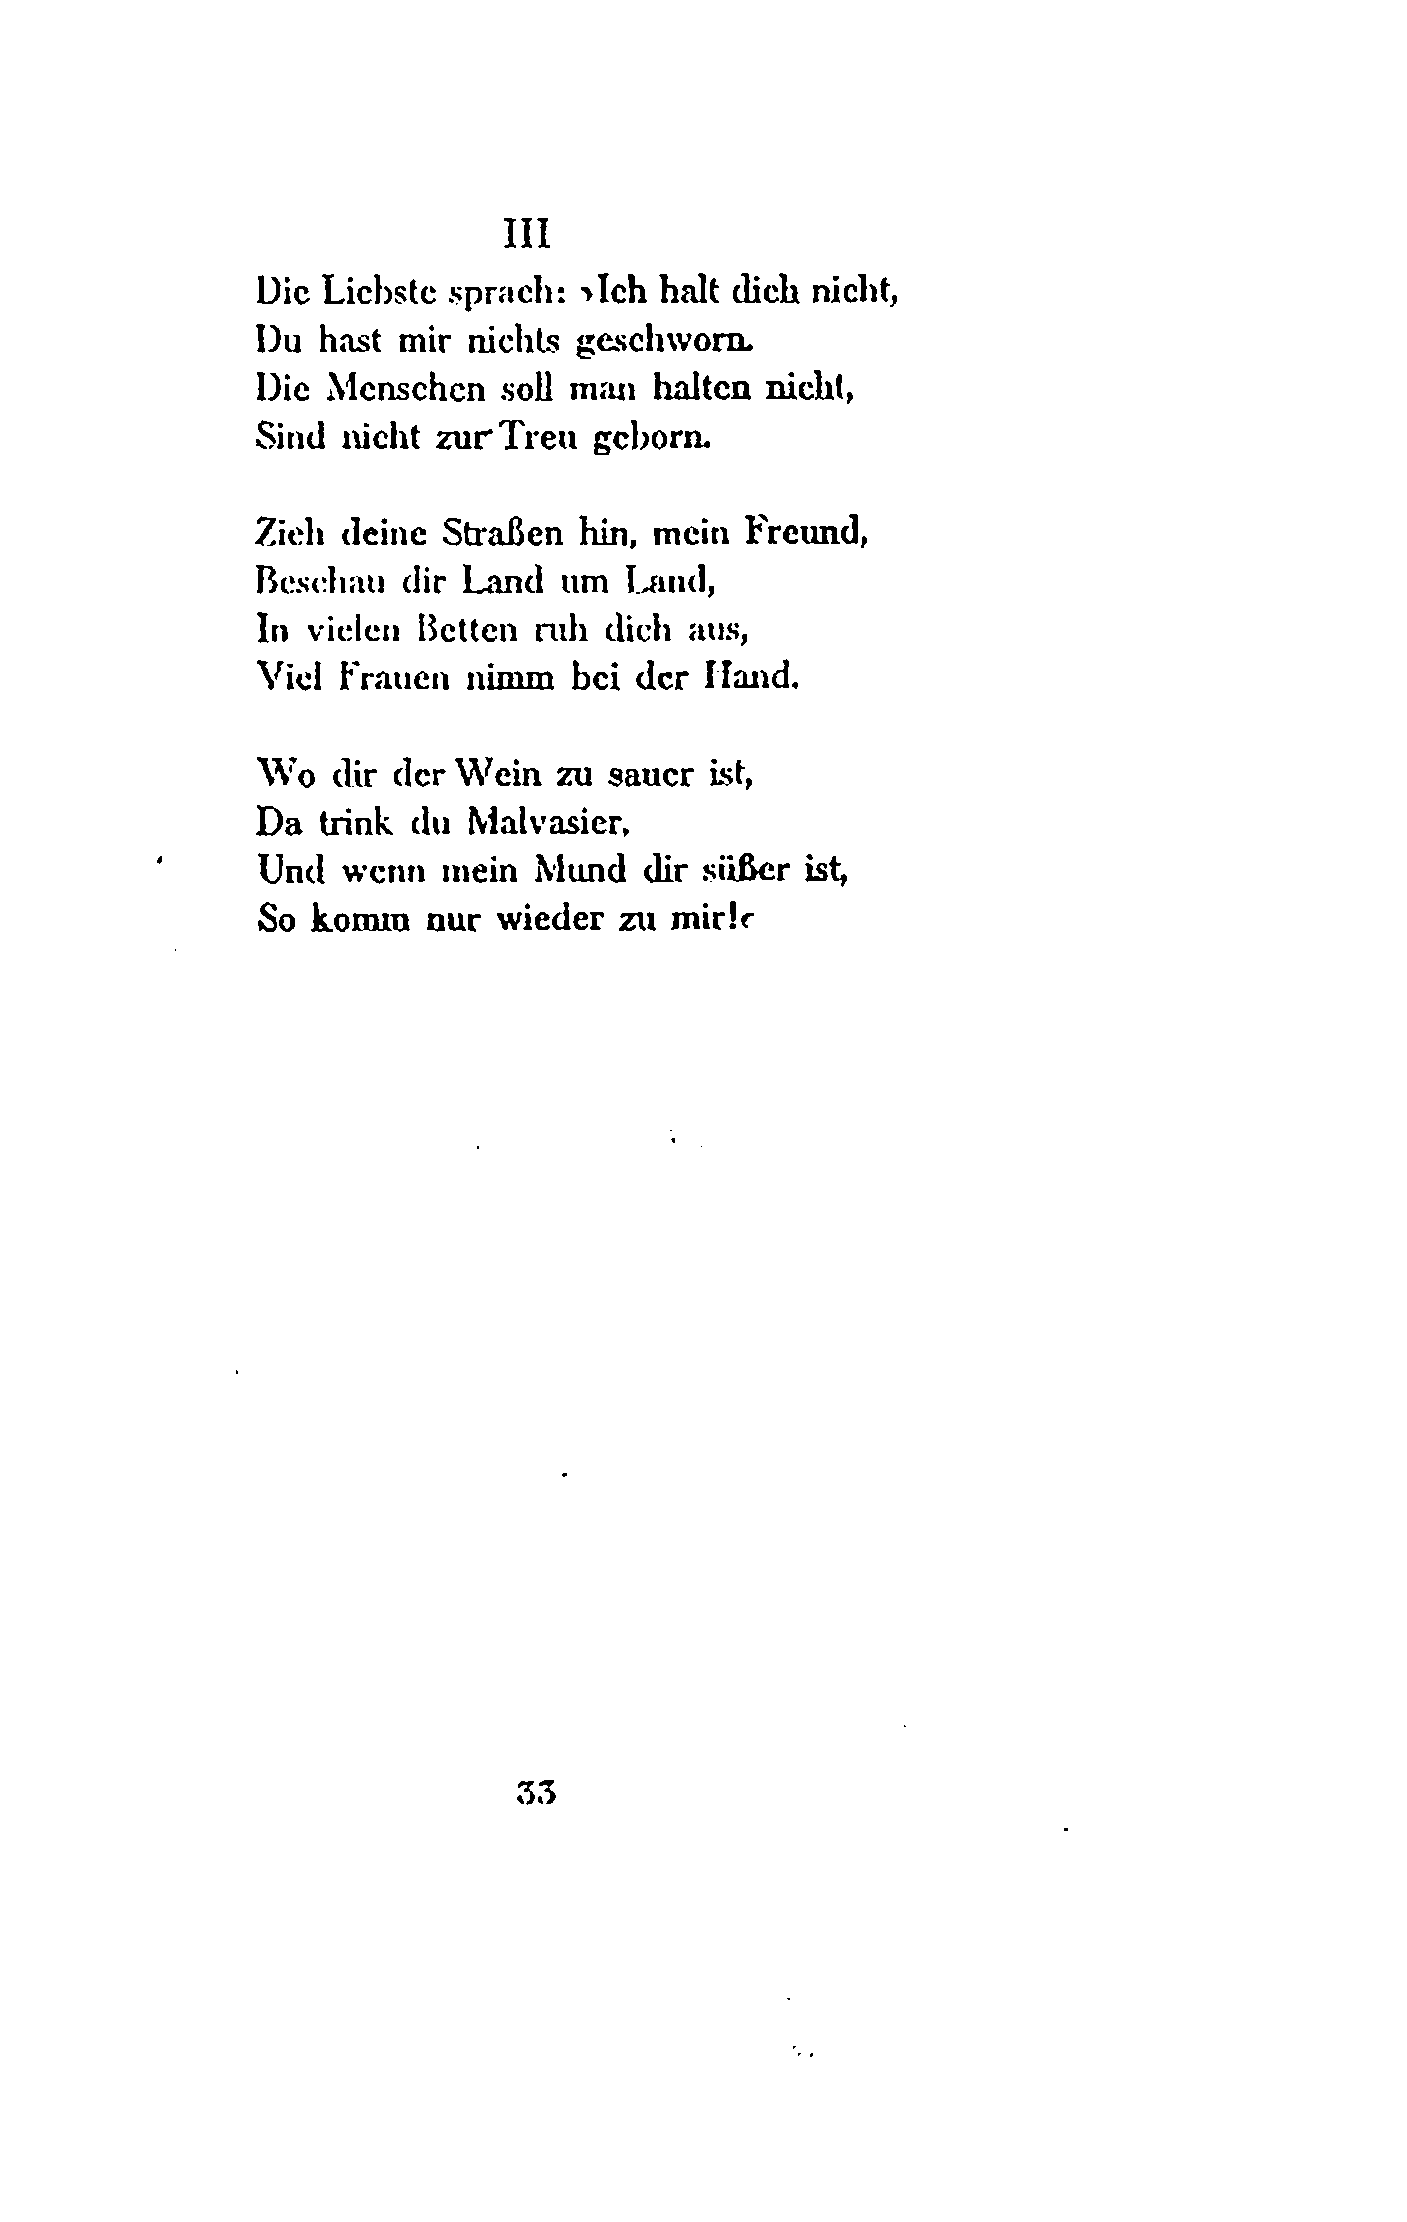 III
Die Liebste sprach: ›Ich halt dich nicht,
Du hast mir nichts geschworn.
Die Menschen soll man halten nicht,
Sind nicht zur Treu geborn.
Zieh deine Straßen hin, mein Freund,
Beschau dir Land um Land,
In vielen Betten ruh dich aus,
Viel Frauen nimm bei der Hand.
Wo dir der Wein zu sauer ist,
Da trink du Malvasier,
Und wenn mein Mund dir süßer ist,
So komm nur wieder zu mir!‹
33